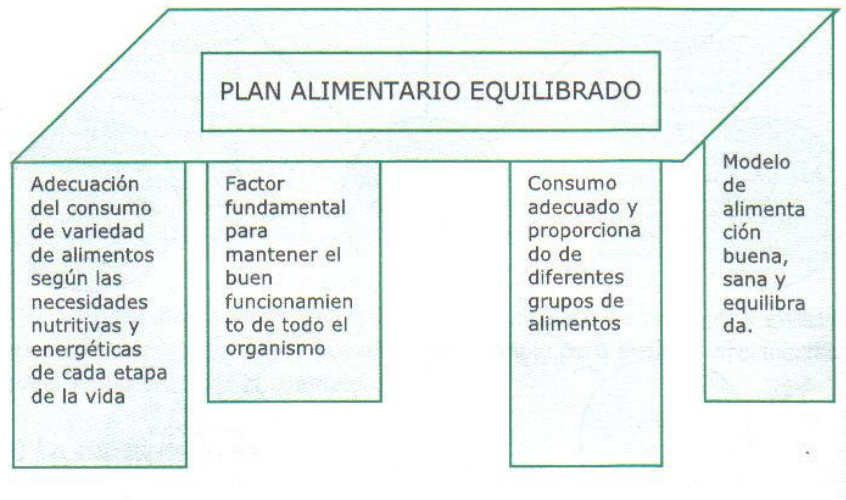 PLAN ALIMENTARIO EQUILIBRADO
Adecuación
del consumo
de variedad
de alimentos
según las
necesidades
nutritivas y
energéticas
de cada etapa
de la vida
Factor
fundamental
para
mantener el
buen
funcionamien
to de todo el
organismo
Consumo
adecuado y
proporciona
do de
diferentes
grupos de
alimentos
Modelo
de
alimenta
ción
buena,
sana y
equilibra
da.